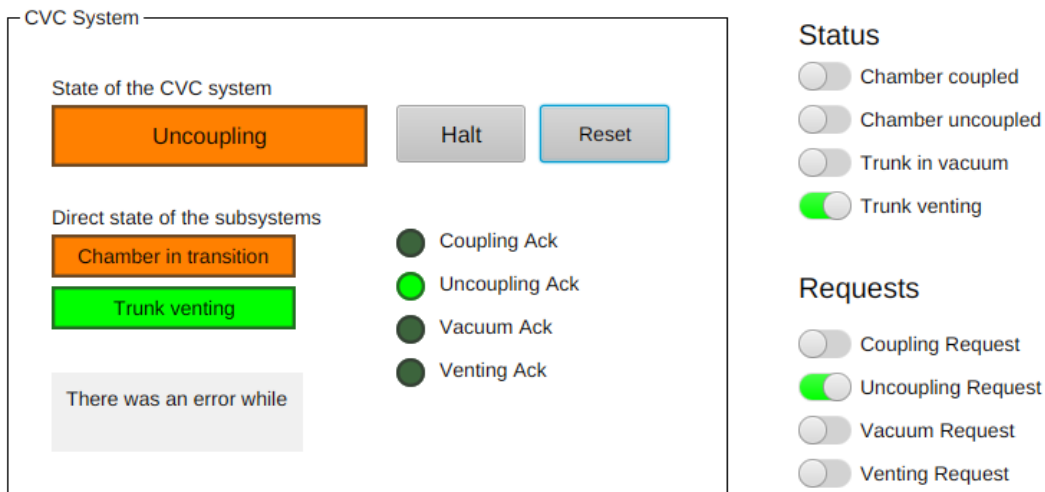 CVC System
State of the CVC system
Uncoupling
Halt
Reset
Direct state of the subsystems
Chamber in transition
Trunk venting
Coupling Ack
Uncoupling Ack
Vacuum Ack
Venting Ack
There was an error while
Status
Chamber coupled
Chamber uncoupled
Trunk in vacuum
Trunk venting
Requests
Coupling Request
Uncoupling Request
Vacuum Request
Venting Request